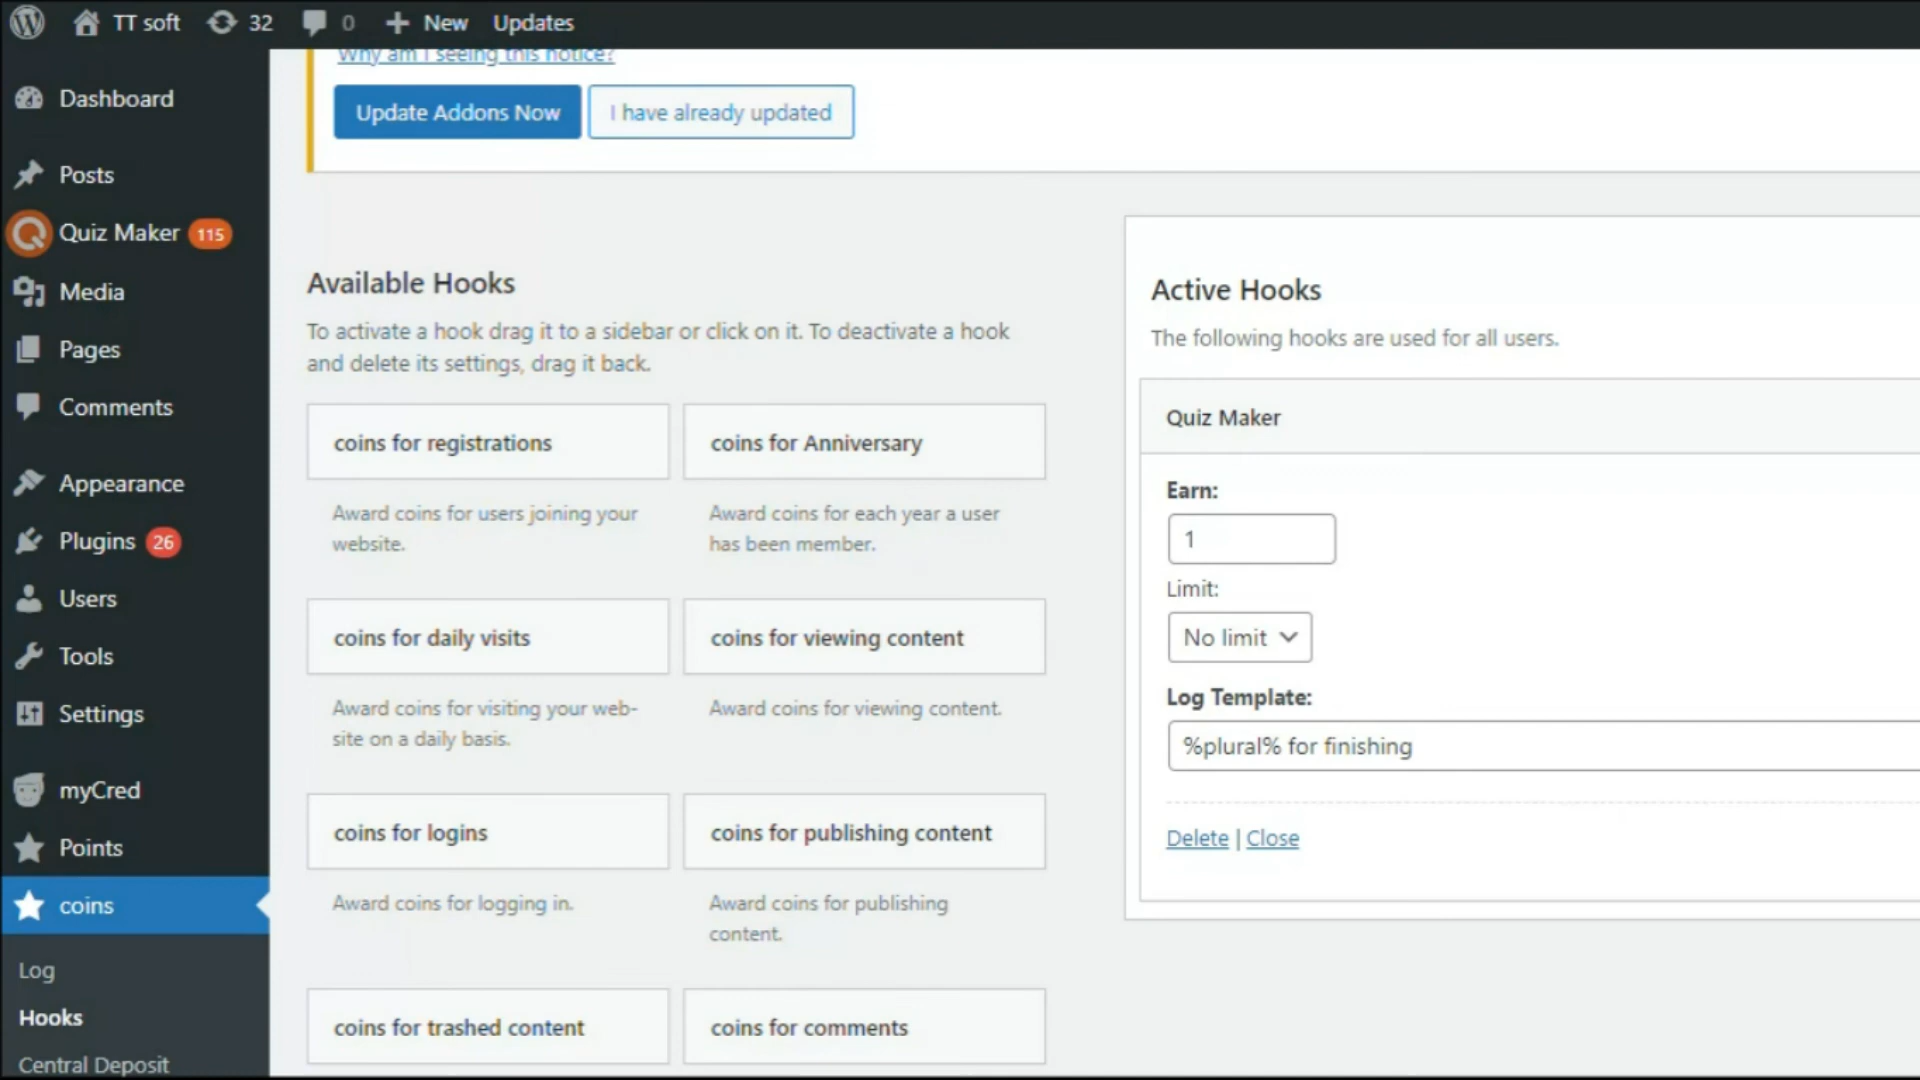 TT soft 32 0 New Updates
Dashboard
Posts
Quiz Maker 115
Media
Pages
Comments
Appearance
Plugins 26
Users
Tools
Settings
myCred
Points
coins
Log
Hooks
Central Deposit
Why am I seeing this notice?
Update Addons Now I have already updated
Available Hooks
To activate a hook drag it to a sidebar or click on it. To deactivate a hook
and delete its settings, drag it back.
coins for registrations
Award coins for users joining your
website.
coins for Anniversary
Award coins for each year a user
has been member.
coins for daily visits
Award coins for visiting your web-
site on a daily basis.
coins for viewing content
Award coins for viewing content.
coins for logins
Award coins for logging in.
coins for publishing content
Award coins for publishing
content.
coins for trashed content
coins for comments
Active Hooks
The following hooks are used for all users.
Quiz Maker
Earn:
1
Limit:
No limit
Log Template:
%plural% for finishing
Delete | Close